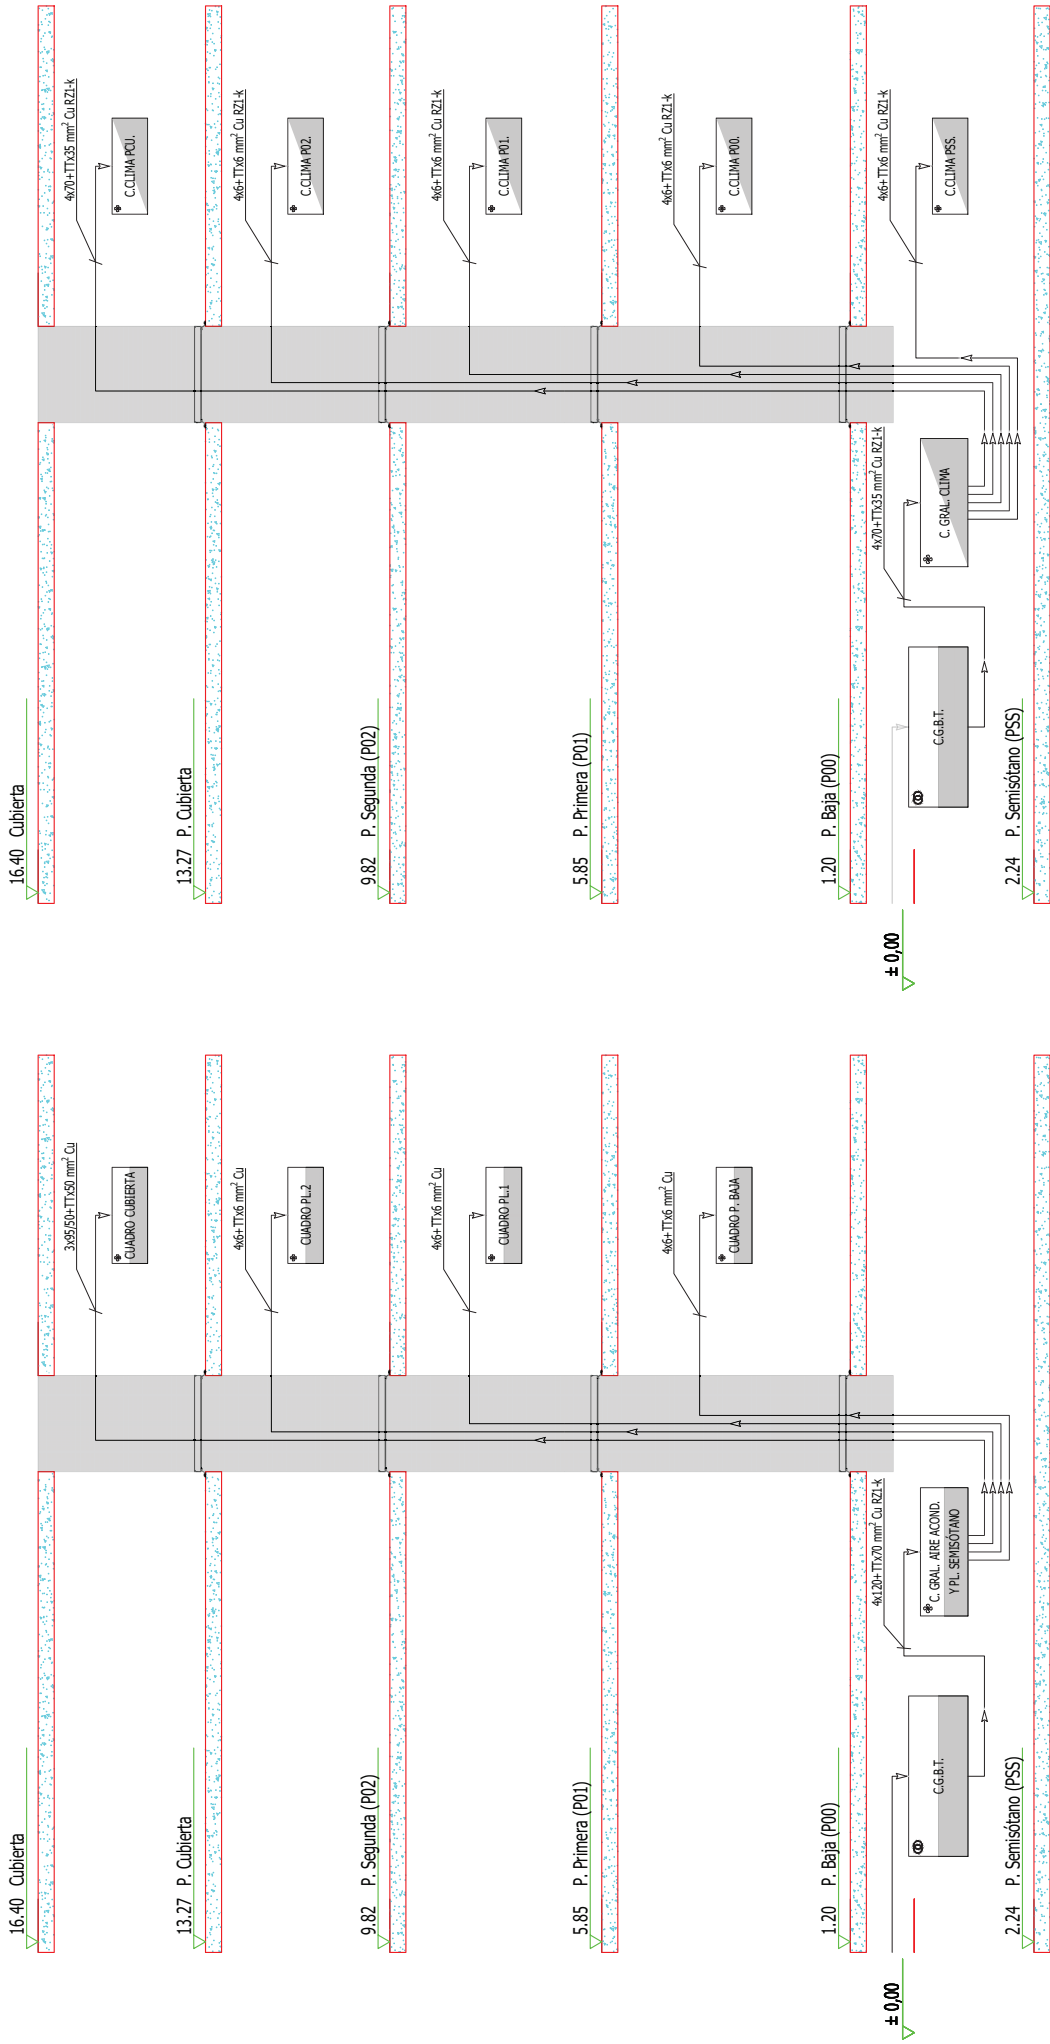 16.40 Cubierta
4x70+TTx35 mm² Cu RZ1-k
C.CLIMA PCU.
13.27 P. Cubierta
4x6+TTx6 mm² Cu RZ1-k
C.CLIMA P02.
9.82 P. Segunda (P02)
4x6+TTx6 mm² Cu RZ1-k
C.CLIMA P01.
5.85 P. Primera (P01)
4x6+TTx6 mm² Cu RZ1-k
C.CLIMA P00.
1.20 P. Baja (P00)
4x70+TTx35 mm² Cu RZ1-k
4x6+TTx6 mm² Cu RZ1-k
± 0,00
C.G.B.T.
C. GRAL. CLIMA
C.CLIMA PSS.
2.24 P. Semisótano (PSS)
16.40 Cubierta
3x95/50+TTx50 mm² Cu
CUADRO CUBIERTA
13.27 P. Cubierta
4x6+TTx6 mm² Cu
CUADRO PL.2
9.82 P. Segunda (P02)
4x6+TTx6 mm² Cu
CUADRO PL.1
5.85 P. Primera (P01)
4x6+TTx6 mm² Cu
CUADRO P. BAJA
1.20 P. Baja (P00)
4x120+TTx70 mm² Cu RZ1-k
± 0,00
C.G.B.T.
C. GRAL. AIRE ACOND.
Y PL. SEMISÓTANO
2.24 P. Semisótano (PSS)